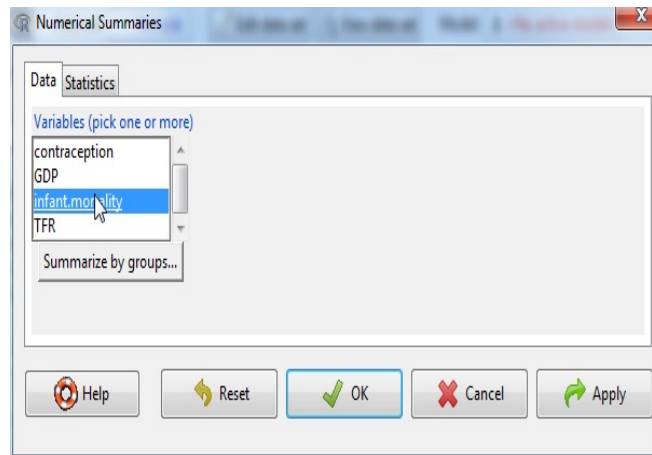 Numerical Summaries
X
Data Statistics
Variables (pick one or more)
contraception
GDP
infant.mortality
TFR
Summarize by groups...
Help Reset OK Cancel Apply